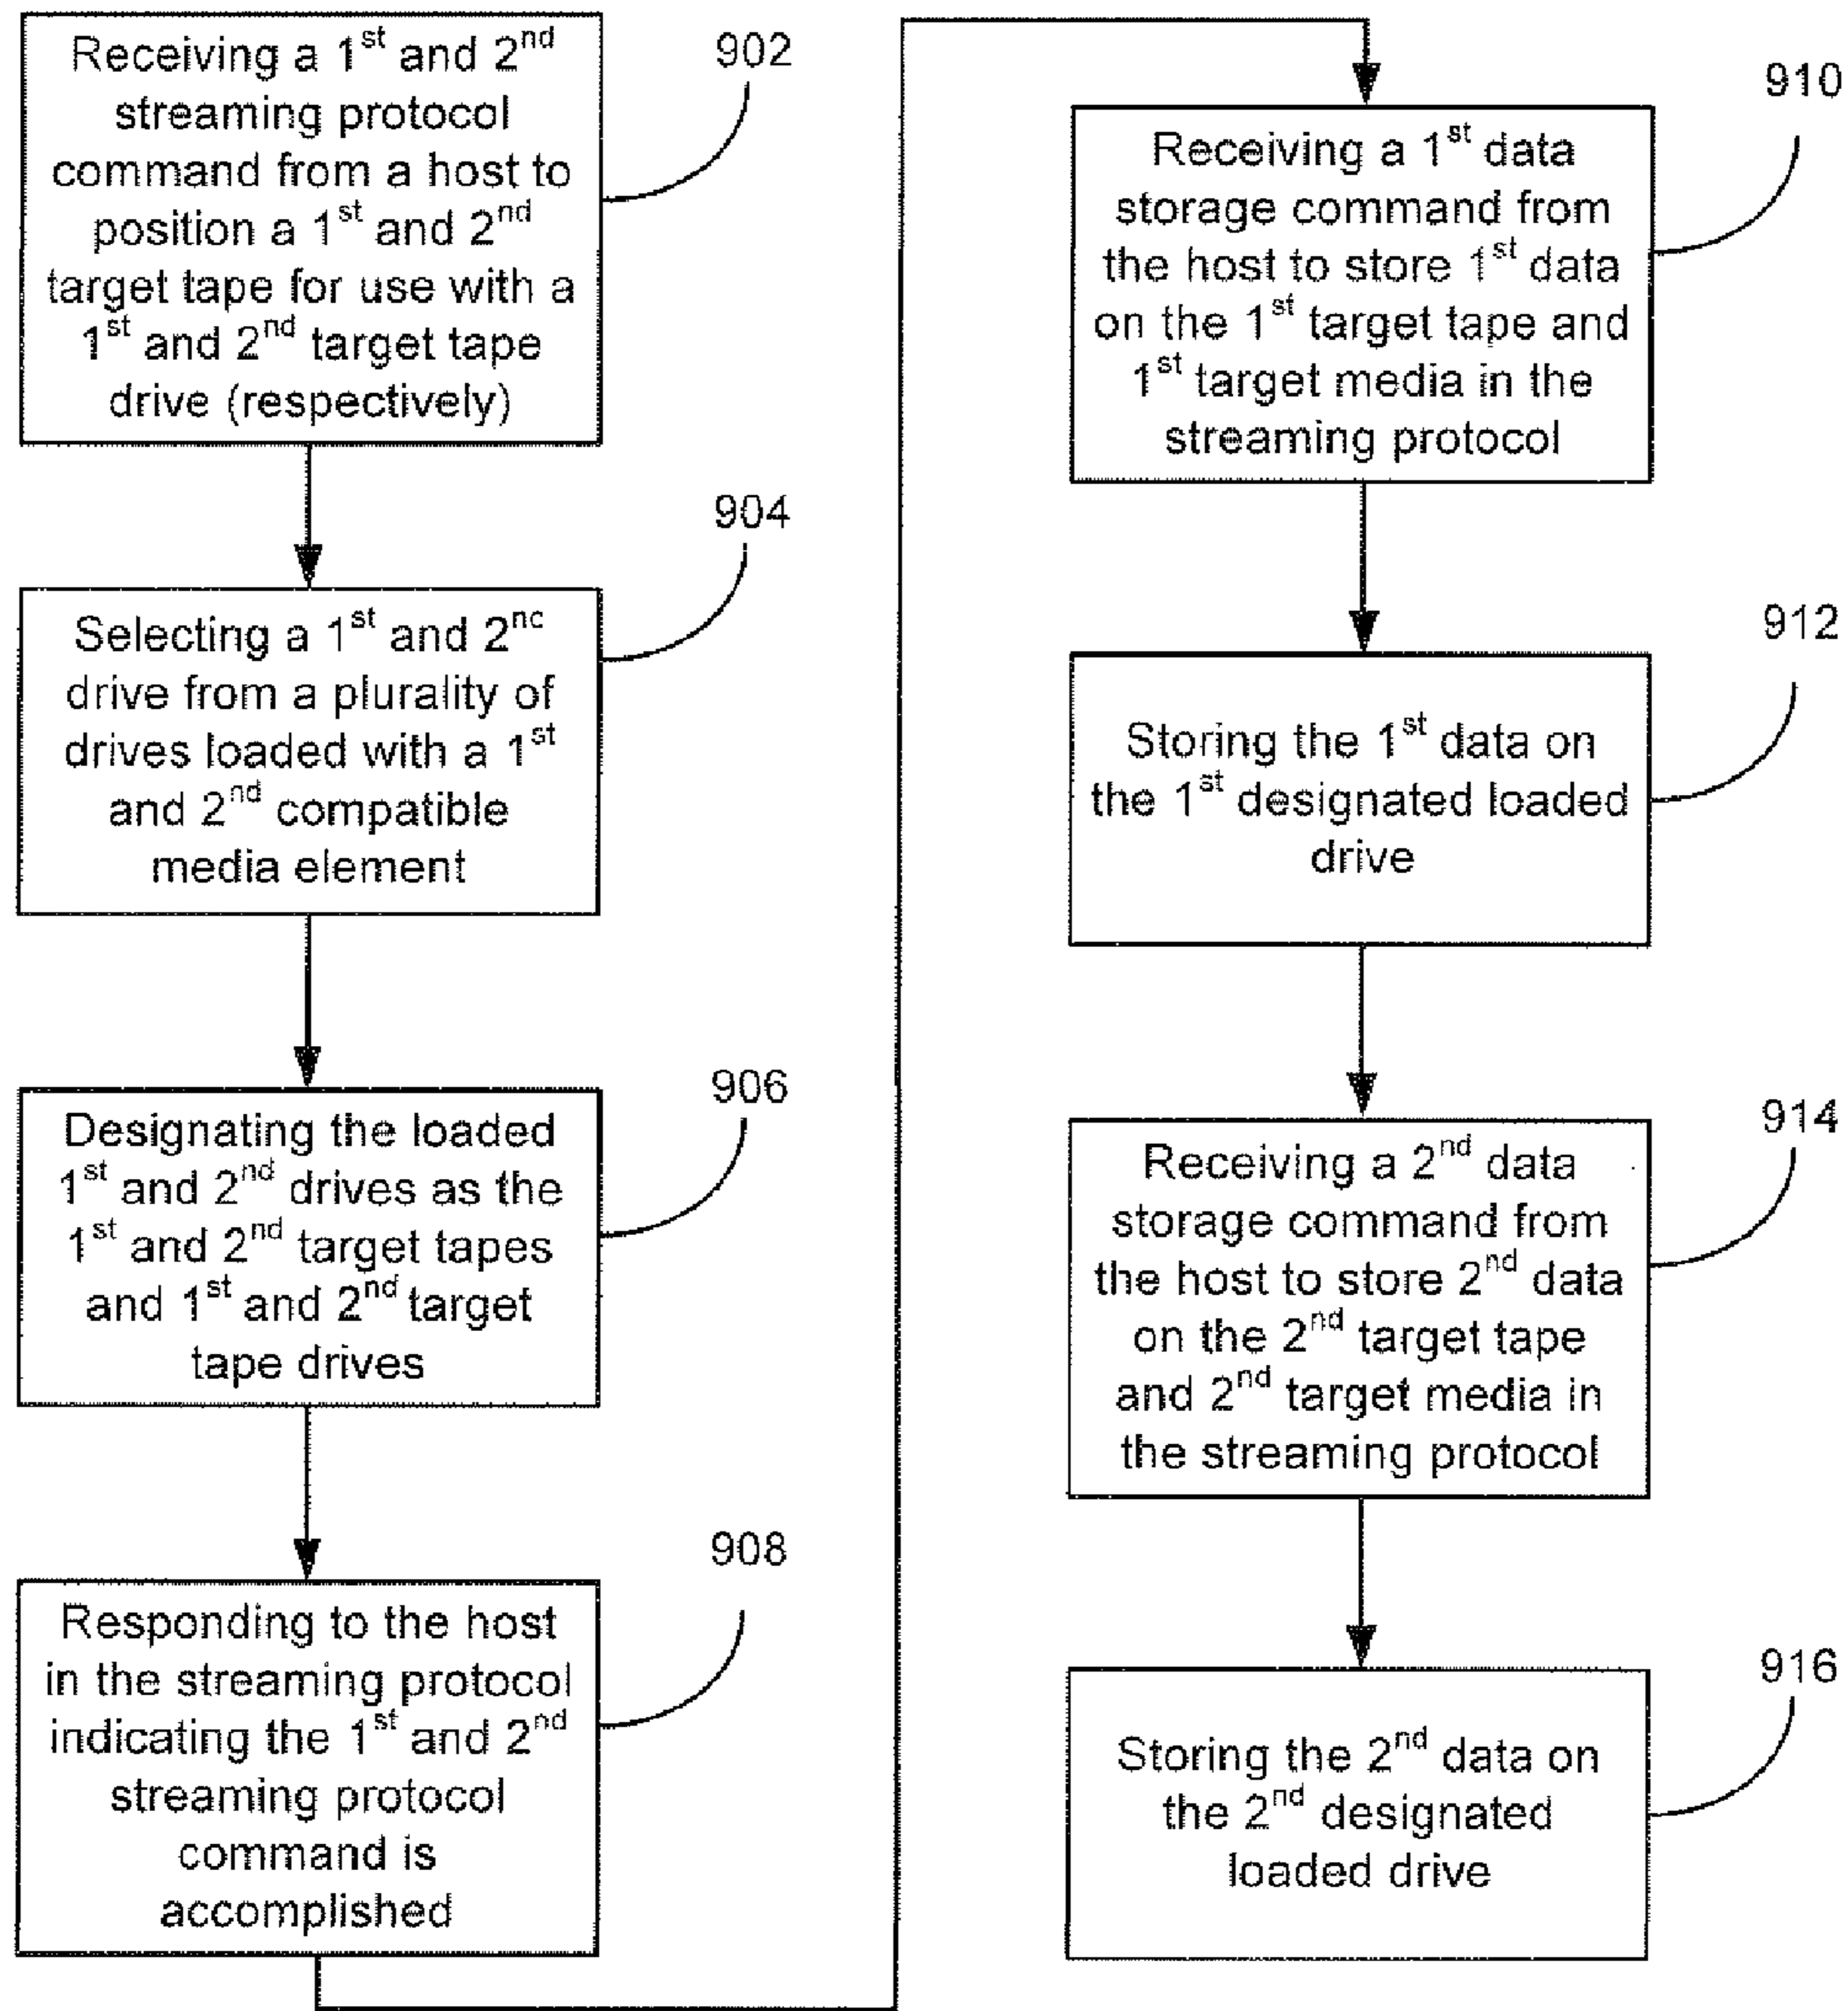 Receiving a 1st and 2nd
streaming protocol
command from a host to
position a 1st and 2nd
target tape for use with a
1st and 2nd target tape
drive (respectively)
902
Selecting a 1st and 2nd
drive from a plurality of
drives loaded with a 1st
and 2nd compatible
media element
904
Designating the loaded
1st and 2nd drives as the
1st and 2nd target tapes
and 1st and 2nd target
tape drives
906
Responding to the host
in the streaming protocol
indicating the 1st and 2nd
streaming protocol
command is
accomplished
908
Receiving a 1st data
storage command from
the host to store 1st data
on the 1st target tape and
1st target media in the
streaming protocol
910
Storing the 1st data on
the 1st designated loaded
drive
912
Receiving a 2nd data
storage command from
the host to store 2nd data
on the 2nd target tape
and 2nd target media in
the streaming protocol
914
Storing the 2nd data on
the 2nd designated
loaded drive
916